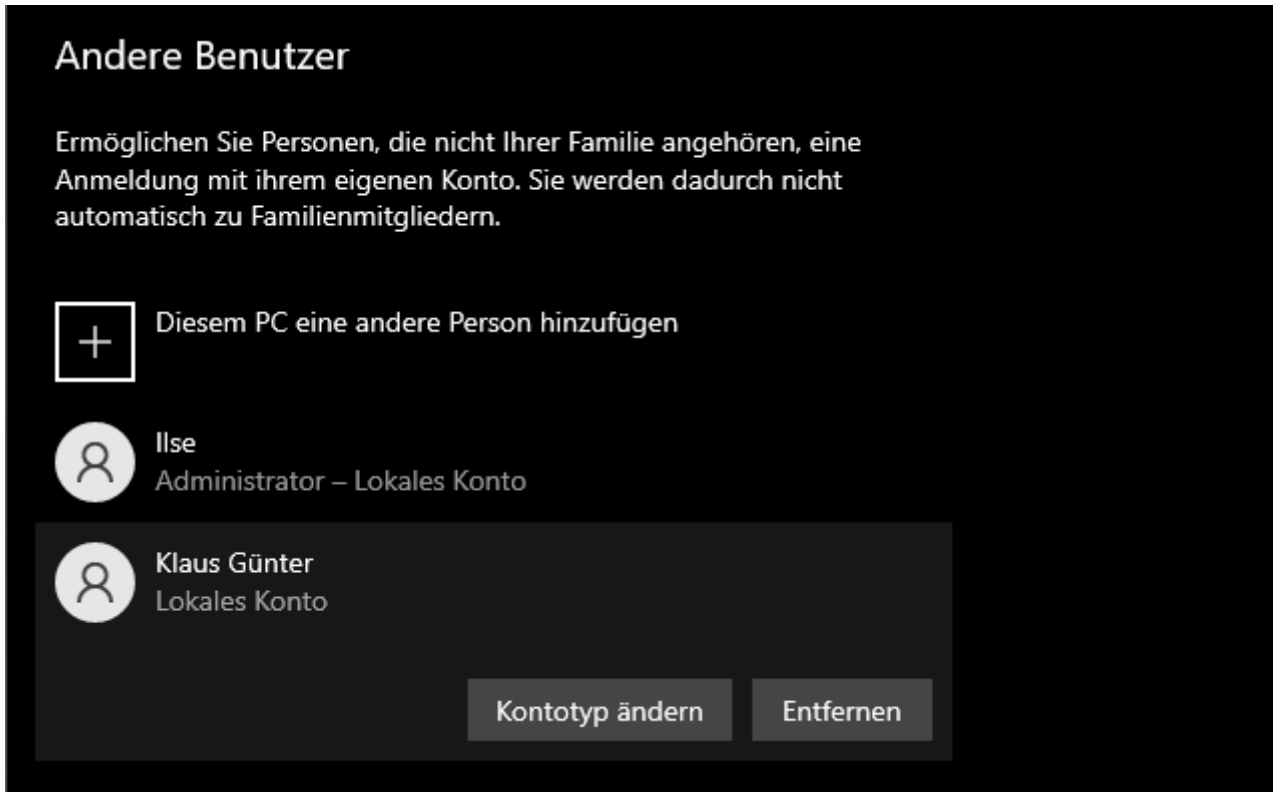 Andere Benutzer
Ermöglichen Sie Personen, die nicht Ihrer Familie angehören, eine
Anmeldung mit ihrem eigenen Konto. Sie werden dadurch nicht
automatisch zu Familienmitgliedern.
Diesem PC eine andere Person hinzufügen
Ilse
Administrator – Lokales Konto
Klaus Günter
Lokales Konto
Kontotyp ändern Entfernen